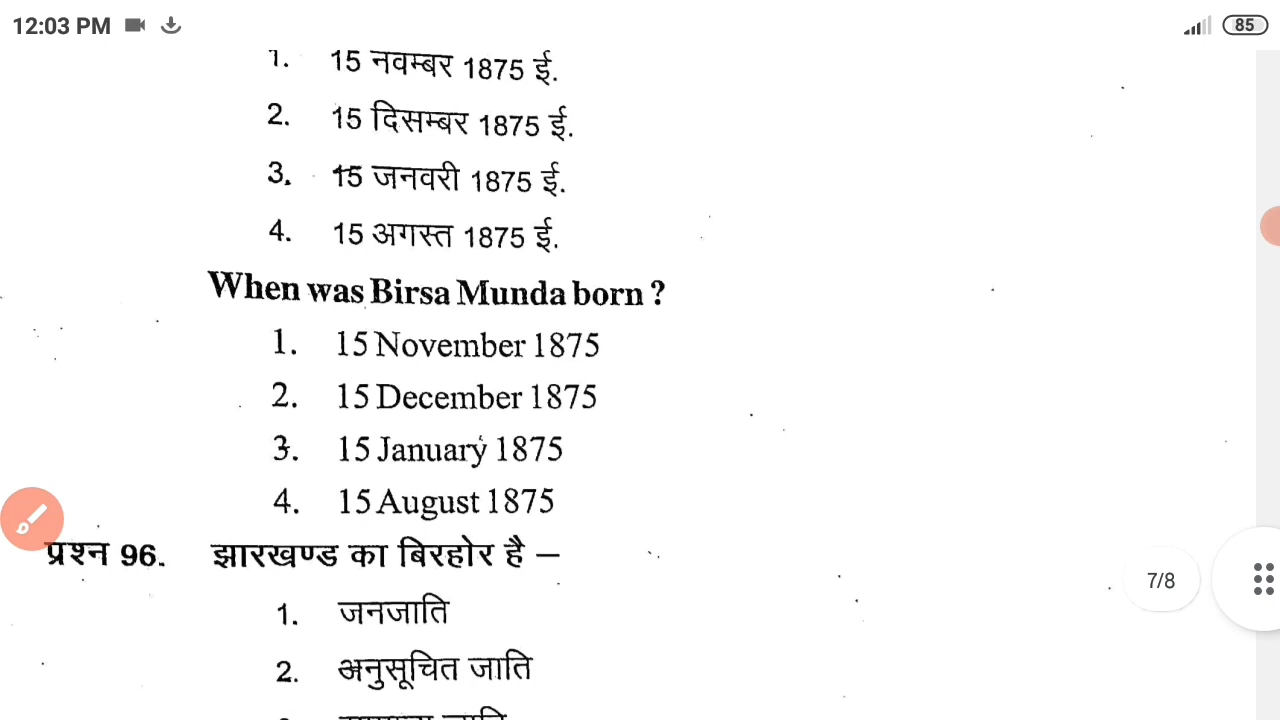 12:03 PM
85
1. 15 नवम्बर 1875 ई.
2. 15 दिसम्बर 1875 ई.
3. 15 जनवरी 1875 ई.
4. 15 अगस्त 1875 ई.
When was Birsa Munda born ?
1. 15 November 1875
2. 15 December 1875
3. 15 January 1875
4. 15 August 1875
प्रश्न 96. झारखण्ड का बिरहोर है –
7/8
1. जनजाति
2. अनुसूचित जाति